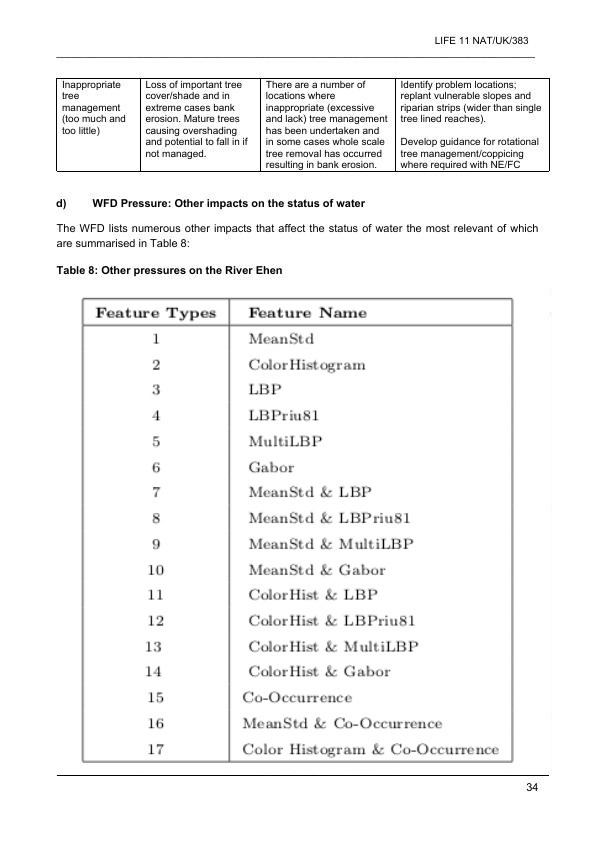 LIFE 11 NAT/UK/383
Inappropriate
tree
management
(too much and
too little)
Loss of important tree
cover/shade and in
extreme cases bank
erosion. Mature trees
causing overshading
and potential to fall in if
not managed.
There are a number of
locations where
inappropriate (excessive
and lack) tree management
has been undertaken and
in some cases whole scale
tree removal has occurred
resulting in bank erosion.
Identify problem locations;
replant vulnerable slopes and
riparian strips (wider than single
tree lined reaches).
Develop guidance for rotational
tree management/coppicing
where required with NE/FC
d) WFD Pressure: Other impacts on the status of water
The WFD lists numerous other impacts that affect the status of water the most relevant of which
are summarised in Table 8:
Table 8: Other pressures on the River Ehen
Feature Types Feature Name
1 MeanStd
2 ColorHistogram
3 LBP
4 LBPriu81
5 MultiLBP
6 Gabor
7 MeanStd & LBP
8 MeanStd & LBPriu81
9 MeanStd & MultiLBP
10 MeanStd & Gabor
11 ColorHist & LBP
12 ColorHist & LBPriu81
13 ColorHist & MultiLBP
14 ColorHist & Gabor
15 Co-Occurrence
16 MeanStd & Co-Occurrence
17 Color Histogram & Co-Occurrence
34